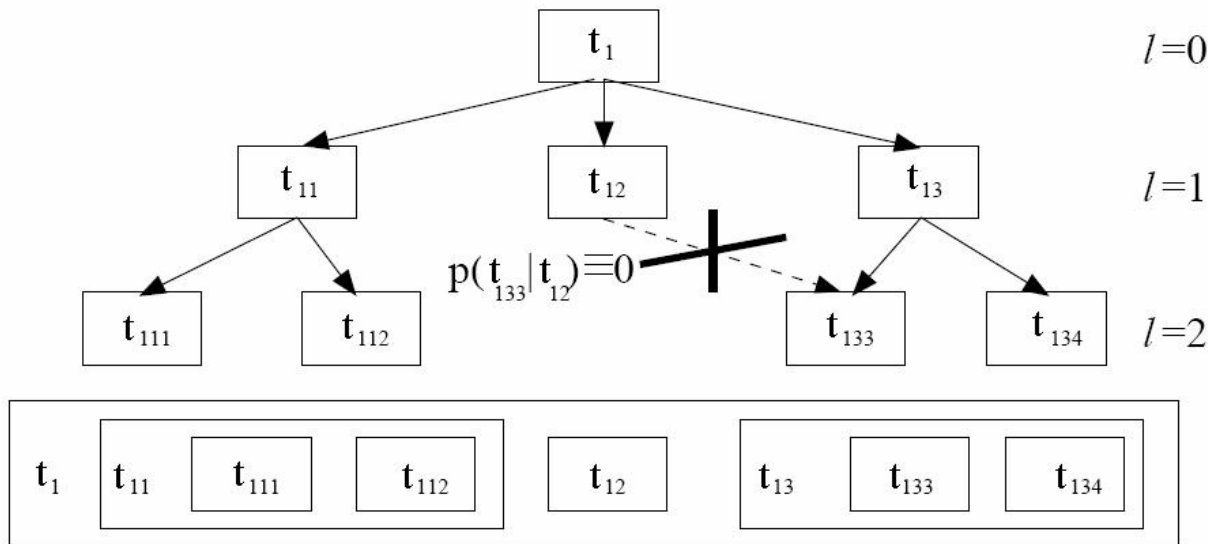 t₁ l=0
t₁₁ t₁₂ t₁₃ l=1
p(t₁₃₃|t₁₂)≡0
t₁₁₁ t₁₁₂ t₁₃₃ t₁₃₄ l=2
t₁ t₁₁ t₁₁₁ t₁₁₂ t₁₂ t₁₃ t₁₃₃ t₁₃₄